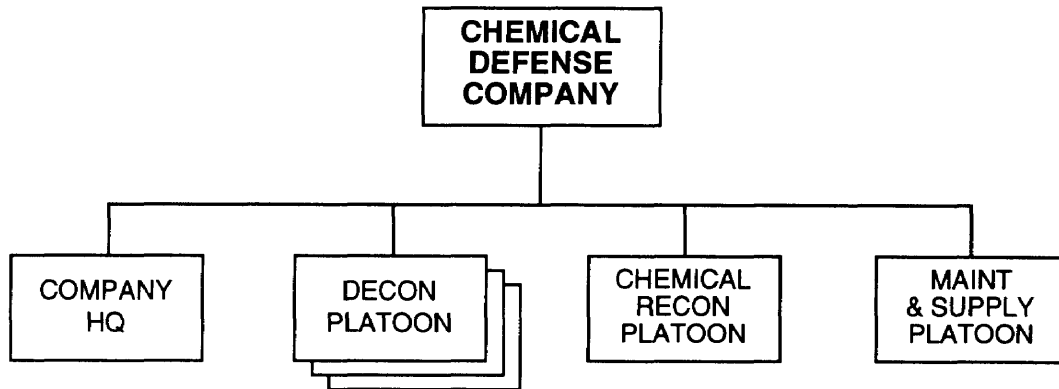 CHEMICAL
DEFENSE
COMPANY
COMPANY
HQ
DECON
PLATOON
CHEMICAL
RECON
PLATOON
MAINT
& SUPPLY
PLATOON